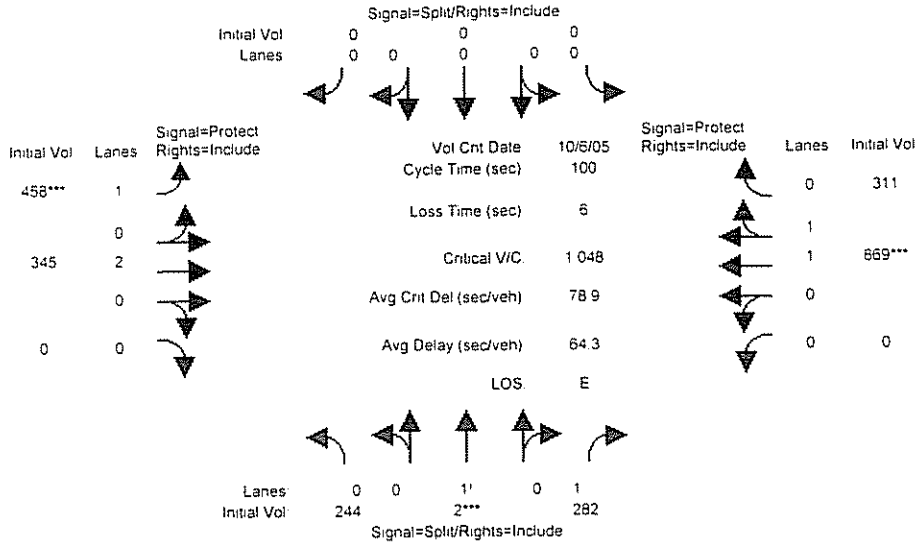 Signal=Split/Rights=Include
Initial Vol 0 0 0
Lanes 0 0 0 0 0
Signal=Protect
Initial Vol Lanes Rights=Include
458*** 1
0
345 2
0
0 0
Vol Cnt Date 10/6/05
Cycle Time (sec) 100
Loss Time (sec) 6
Critical V/C 1 048
Avg Crit Del (sec/veh) 78 9
Avg Delay (sec/veh) 64.3
LOS E
Signal=Protect
Rights=Include Lanes Initial Vol
0 311
1
1 669***
0
0 0
Lanes: 0 0 1! 0 1
Initial Vol: 244 2*** 282
Signal=Split/Rights=Include